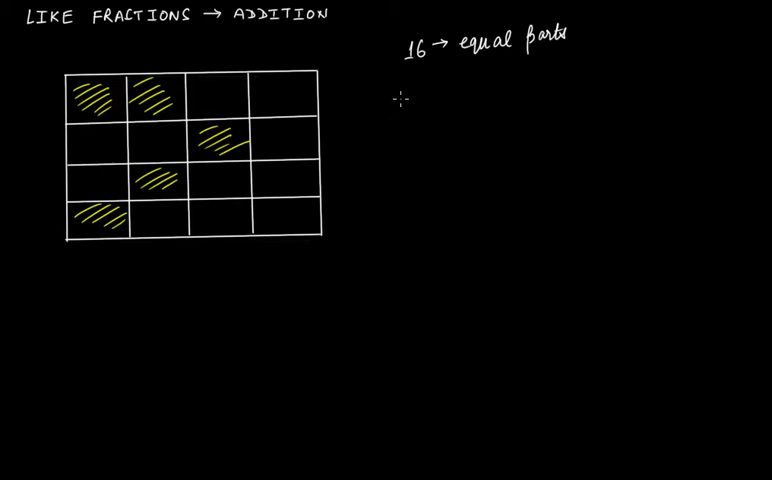 LIKE FRACTIONS → ADDITION
16 → equal parts